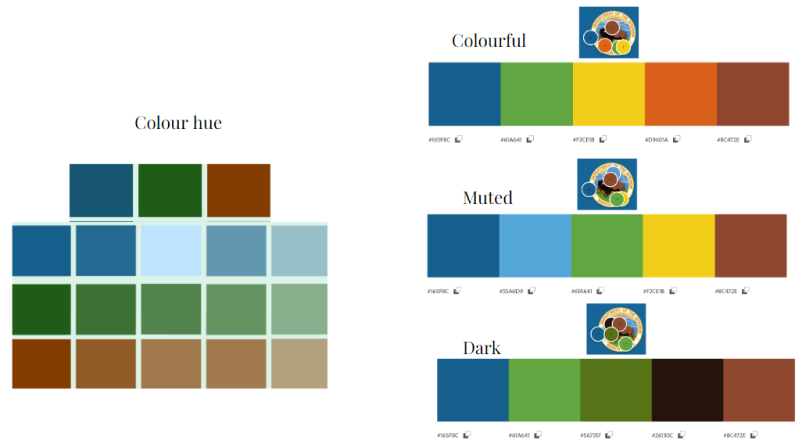 Colour hue
Colourful
#165F8C #61A641 #F2CE1B #D9601A #8C472E
Muted
#165F8C #55A6D9 #61A641 #F2CE1B #8C472E
Dark
#165F8C #61A641 #567317 #26130C #8C472E